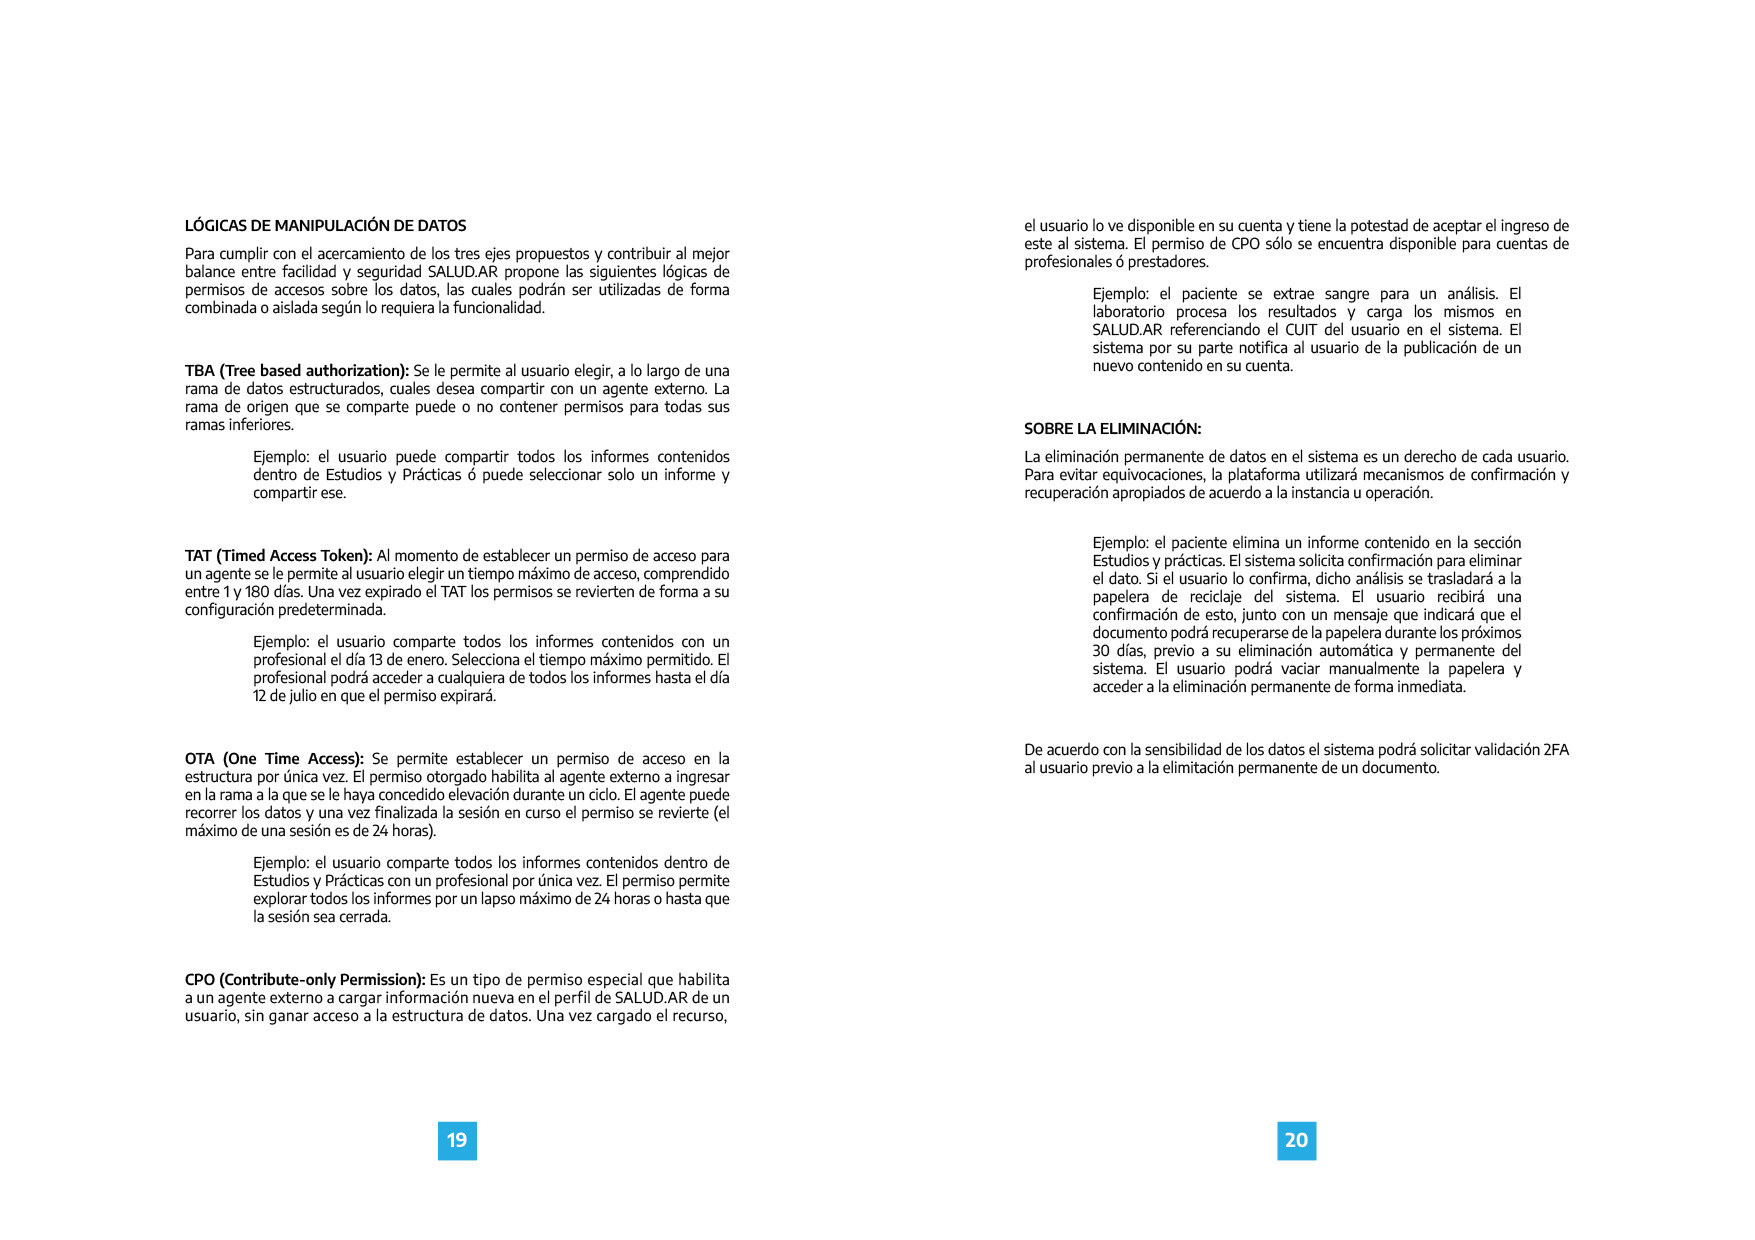 LÓGICAS DE MANIPULACIÓN DE DATOS
Para cumplir con el acercamiento de los tres ejes propuestos y contribuir al mejor
balance entre facilidad y seguridad SALUD.AR propone las siguientes lógicas de
permisos de accesos sobre los datos, las cuales podrán ser utilizadas de forma
combinada o aislada según lo requiera la funcionalidad.
TBA (Tree based authorization): Se le permite al usuario elegir, a lo largo de una
rama de datos estructurados, cuales desea compartir con un agente externo. La
rama de origen que se comparte puede o no contener permisos para todas sus
ramas inferiores.
Ejemplo: el usuario puede compartir todos los informes contenidos
dentro de Estudios y Prácticas ó puede seleccionar solo un informe y
compartir ese.
TAT (Timed Access Token): Al momento de establecer un permiso de acceso para
un agente se le permite al usuario elegir un tiempo máximo de acceso, comprendido
entre 1 y 180 días. Una vez expirado el TAT los permisos se revierten de forma a su
configuración predeterminada.
Ejemplo: el usuario comparte todos los informes contenidos con un
profesional el día 13 de enero. Selecciona el tiempo máximo permitido. El
profesional podrá acceder a cualquiera de todos los informes hasta el día
12 de julio en que el permiso expirará.
OTA (One Time Access): Se permite establecer un permiso de acceso en la
estructura por única vez. El permiso otorgado habilita al agente externo a ingresar
en la rama a la que se le haya concedido elevación durante un ciclo. El agente puede
recorrer los datos y una vez finalizada la sesión en curso el permiso se revierte (el
máximo de una sesión es de 24 horas).
Ejemplo: el usuario comparte todos los informes contenidos dentro de
Estudios y Prácticas con un profesional por única vez. El permiso permite
explorar todos los informes por un lapso máximo de 24 horas o hasta que
la sesión sea cerrada.
CPO (Contribute-only Permission): Es un tipo de permiso especial que habilita
a un agente externo a cargar información nueva en el perfil de SALUD.AR de un
usuario, sin ganar acceso a la estructura de datos. Una vez cargado el recurso,
19
el usuario lo ve disponible en su cuenta y tiene la potestad de aceptar el ingreso de
este al sistema. El permiso de CPO sólo se encuentra disponible para cuentas de
profesionales ó prestadores.
Ejemplo: el paciente se extrae sangre para un análisis. El
laboratorio procesa los resultados y carga los mismos en
SALUD.AR referenciando el CUIT del usuario en el sistema. El
sistema por su parte notifica al usuario de la publicación de un
nuevo contenido en su cuenta.
SOBRE LA ELIMINACIÓN:
La eliminación permanente de datos en el sistema es un derecho de cada usuario.
Para evitar equivocaciones, la plataforma utilizará mecanismos de confirmación y
recuperación apropiados de acuerdo a la instancia u operación.
Ejemplo: el paciente elimina un informe contenido en la sección
Estudios y prácticas. El sistema solicita confirmación para eliminar
el dato. Si el usuario lo confirma, dicho análisis se trasladará a la
papelera de reciclaje del sistema. El usuario recibirá una
confirmación de esto, junto con un mensaje que indicará que el
documento podrá recuperarse de la papelera durante los próximos
30 días, previo a su eliminación automática y permanente del
sistema. El usuario podrá vaciar manualmente la papelera y
acceder a la eliminación permanente de forma inmediata.
De acuerdo con la sensibilidad de los datos el sistema podrá solicitar validación 2FA
al usuario previo a la elimitación permanente de un documento.
20